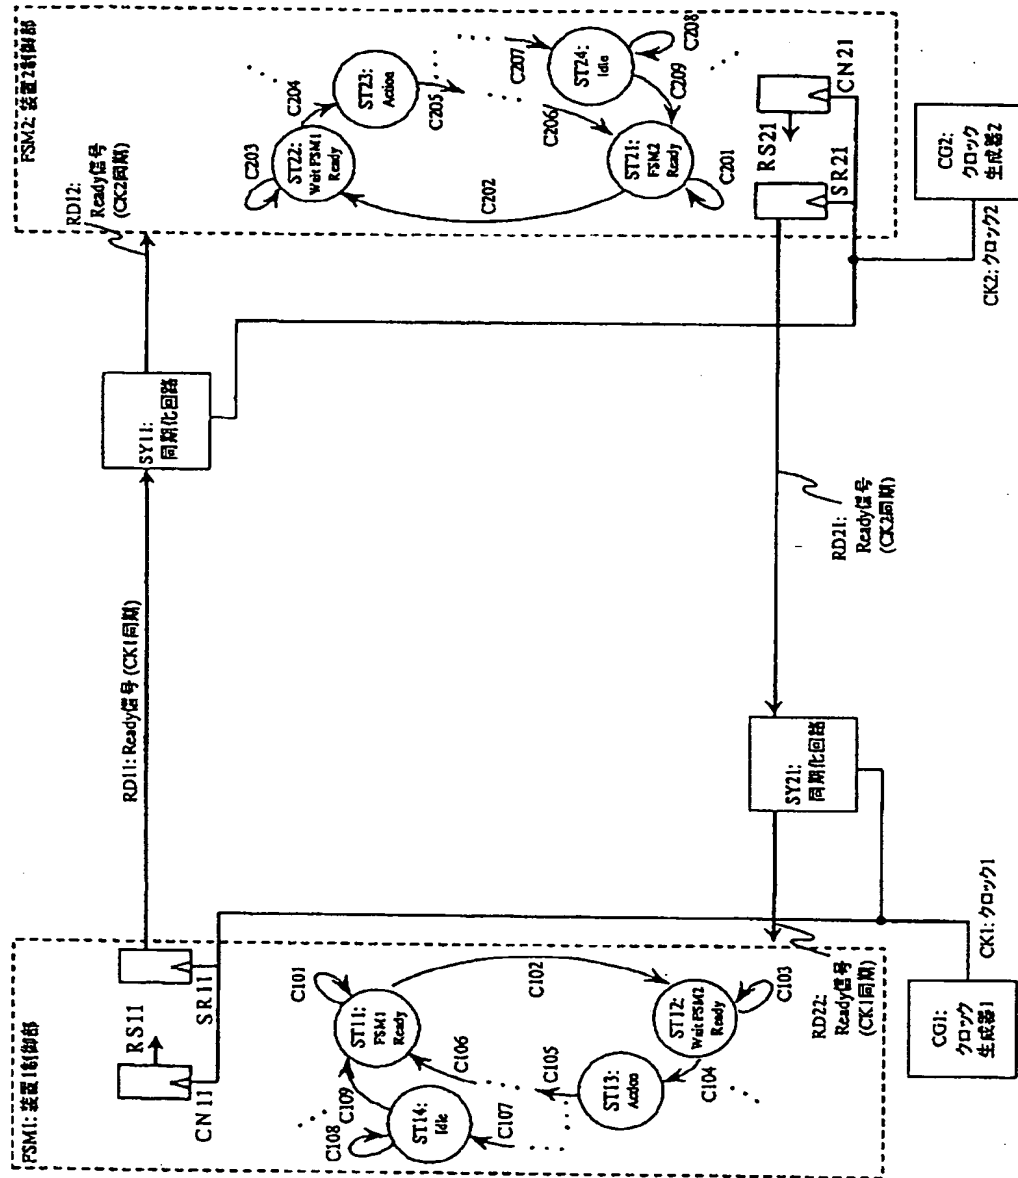 FSM1: 装置1制御部
CN11
RS11
SR11
RD11: Ready信号 (CK1同期)
SY11:
同期化回路
RD12:
Ready信号
(CK2同期)
C101
ST11:
FSM1
Ready
C102
ST12:
Wait FSM2
Ready
C103
C104
ST13:
Action
C105
C106
C107
ST14:
Idle
C108
C109
RD22:
Ready信号
(CK1同期)
CG1:
クロック
生成器1
CK1: クロック1
SY21:
同期化回路
RD21:
Ready信号
(CK2同期)
FSM2: 装置2制御部
C203
ST22:
Wait FSM1
Ready
C204
ST23:
Action
C205
C202
C206
C207
ST24:
Idle
C208
C209
ST21:
FSM2
Ready
C201
RS21
SR21
CN21
CK2: クロック2
CG2:
クロック
生成器2